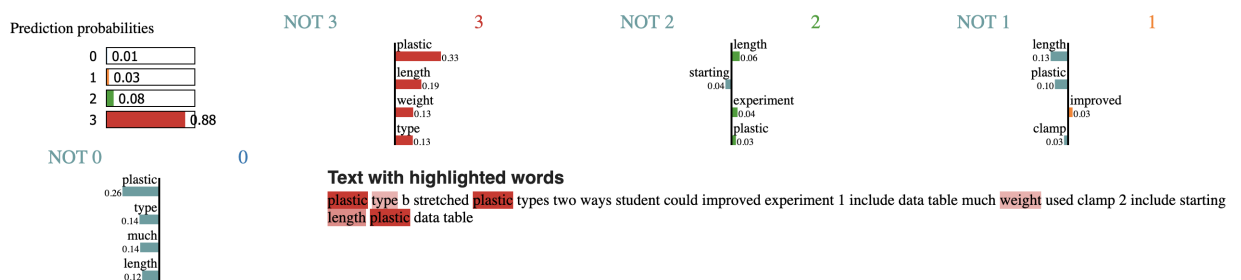 Prediction probabilities
0 0.01
1 0.03
2 0.08
3 0.88
NOT 3 3
plastic
0.33
length
0.19
weight
0.13
type
0.13
NOT 2 2
length
0.06
starting
0.04
experiment
0.04
plastic
0.03
NOT 1 1
length
0.13
plastic
0.10
improved
0.03
clamp
0.03
NOT 0 0
plastic
0.26
type
0.14
much
0.14
length
0.12
Text with highlighted words
plastic type b stretched plastic types two ways student could improved experiment 1 include data table much weight used clamp 2 include starting
length plastic data table